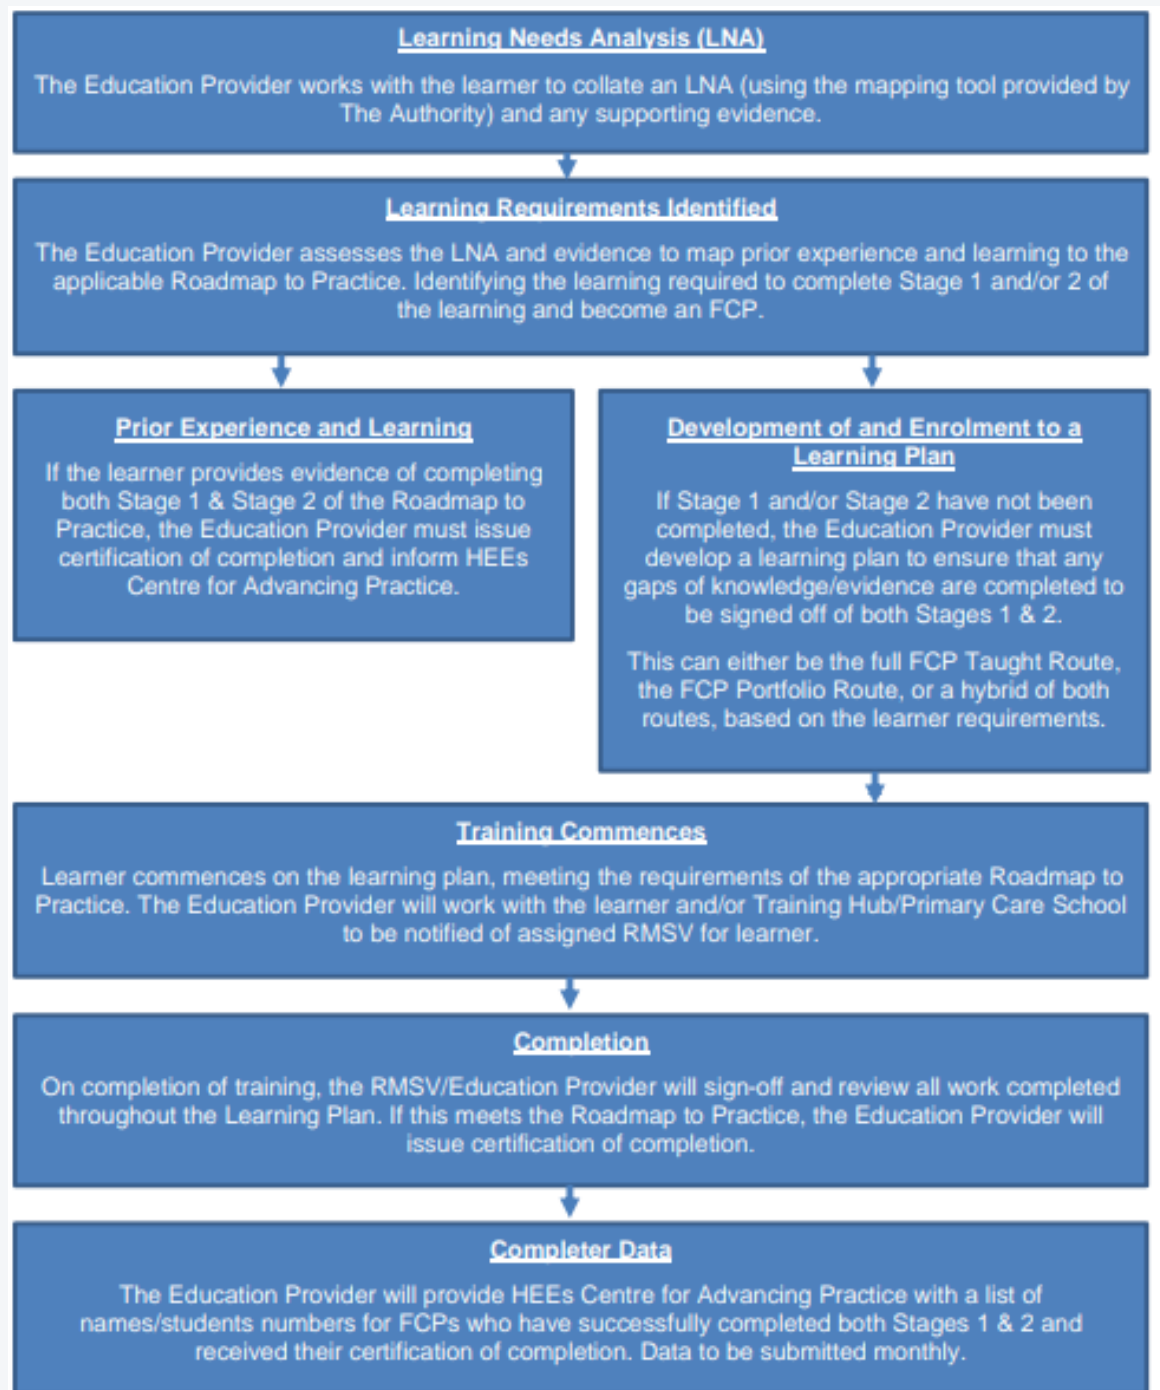 Learning Needs Analysis (LNA)
The Education Provider works with the learner to collate an LNA (using the mapping tool provided by
The Authority) and any supporting evidence.
Learning Requirements Identified
The Education Provider assesses the LNA and evidence to map prior experience and learning to the
applicable Roadmap to Practice. Identifying the learning required to complete Stage 1 and/or 2 of
the learning and become an FCP.
Prior Experience and Learning
If the learner provides evidence of completing
both Stage 1 & Stage 2 of the Roadmap to
Practice, the Education Provider must issue
certification of completion and inform HEEs
Centre for Advancing Practice.
Development of and Enrolment to a
Learning Plan
If Stage 1 and/or Stage 2 have not been
completed, the Education Provider must
develop a learning plan to ensure that any
gaps of knowledge/evidence are completed to
be signed off of both Stages 1 & 2.
This can either be the full FCP Taught Route,
the FCP Portfolio Route, or a hybrid of both
routes, based on the learner requirements.
Training Commences
Learner commences on the learning plan, meeting the requirements of the appropriate Roadmap to
Practice. The Education Provider will work with the learner and/or Training Hub/Primary Care School
to be notified of assigned RMSV for learner.
Completion
On completion of training, the RMSV/Education Provider will sign-off and review all work completed
throughout the Learning Plan. If this meets the Roadmap to Practice, the Education Provider will
issue certification of completion.
Completer Data
The Education Provider will provide HEEs Centre for Advancing Practice with a list of
names/students numbers for FCPs who have successfully completed both Stages 1 & 2 and
received their certification of completion. Data to be submitted monthly.